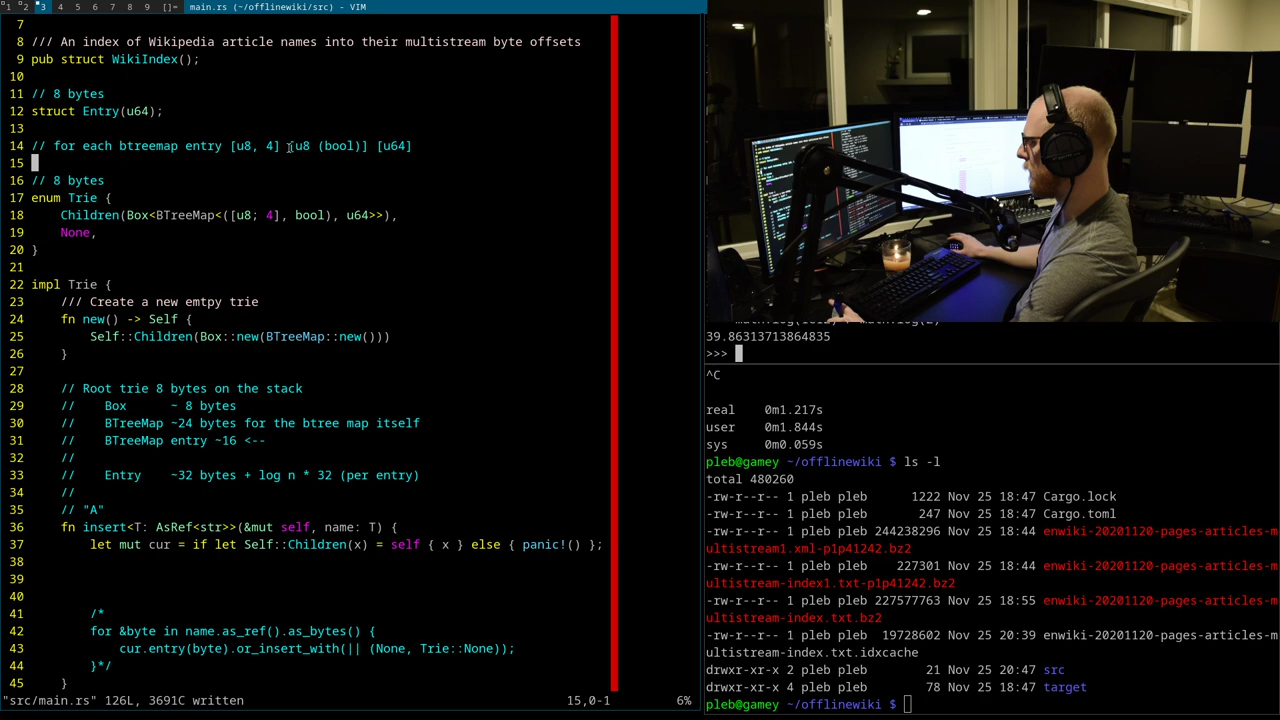 1 2 3 4 5 6 7 8 9 []= main.rs (~/offlinewiki/src) - VIM
7
8 /// An index of Wikipedia article names into their multistream byte offsets
9 pub struct WikiIndex();
10
11 // 8 bytes
12 struct Entry(u64);
13
14 // for each btreemap entry [u8, 4] [u8 (bool)] [u64]
15
16 // 8 bytes
17 enum Trie {
18     Children(Box<BTreeMap<([u8; 4], bool), u64>>),
19     None,
20 }
21
22 impl Trie {
23     /// Create a new emtpy trie
24     fn new() -> Self {
25         Self::Children(Box::new(BTreeMap::new()))
26     }
27
28     // Root trie 8 bytes on the stack
29     //    Box      ~ 8 bytes
30     //    BTreeMap ~24 bytes for the btree map itself
31     //    BTreeMap entry ~16 <--
32     //
33     //    Entry    ~32 bytes + log n * 32 (per entry)
34     //
35     // "A"
36     fn insert<T: AsRef<str>>(&mut self, name: T) {
37         let mut cur = if let Self::Children(x) = self { x } else { panic!() };
38
39
40
41         /*
42         for &byte in name.as_ref().as_bytes() {
43             cur.entry(byte).or_insert_with(|| (None, Trie::None));
44         }*/
45     }
"src/main.rs" 126L, 3691C written 15,0-1 6%
39.86313713864835
>>>
^C
real    0m1.217s
user    0m1.844s
sys     0m0.059s
pleb@gamey ~/offlinewiki $ ls -l
total 480260
-rw-r--r-- 1 pleb pleb      1222 Nov 25 18:47 Cargo.lock
-rw-r--r-- 1 pleb pleb       247 Nov 25 18:47 Cargo.toml
-rw-r--r-- 1 pleb pleb 244238296 Nov 25 18:44 enwiki-20201120-pages-articles-m
ultistream1.xml-p1p41242.bz2
-rw-r--r-- 1 pleb pleb    227301 Nov 25 18:44 enwiki-20201120-pages-articles-m
ultistream-index1.txt-p1p41242.bz2
-rw-r--r-- 1 pleb pleb 227577763 Nov 25 18:55 enwiki-20201120-pages-articles-m
ultistream-index.txt.bz2
-rw-r--r-- 1 pleb pleb  19728602 Nov 25 20:39 enwiki-20201120-pages-articles-m
ultistream-index.txt.idxcache
drwxr-xr-x 2 pleb pleb        21 Nov 25 20:47 src
drwxr-xr-x 4 pleb pleb        78 Nov 25 18:47 target
pleb@gamey ~/offlinewiki $